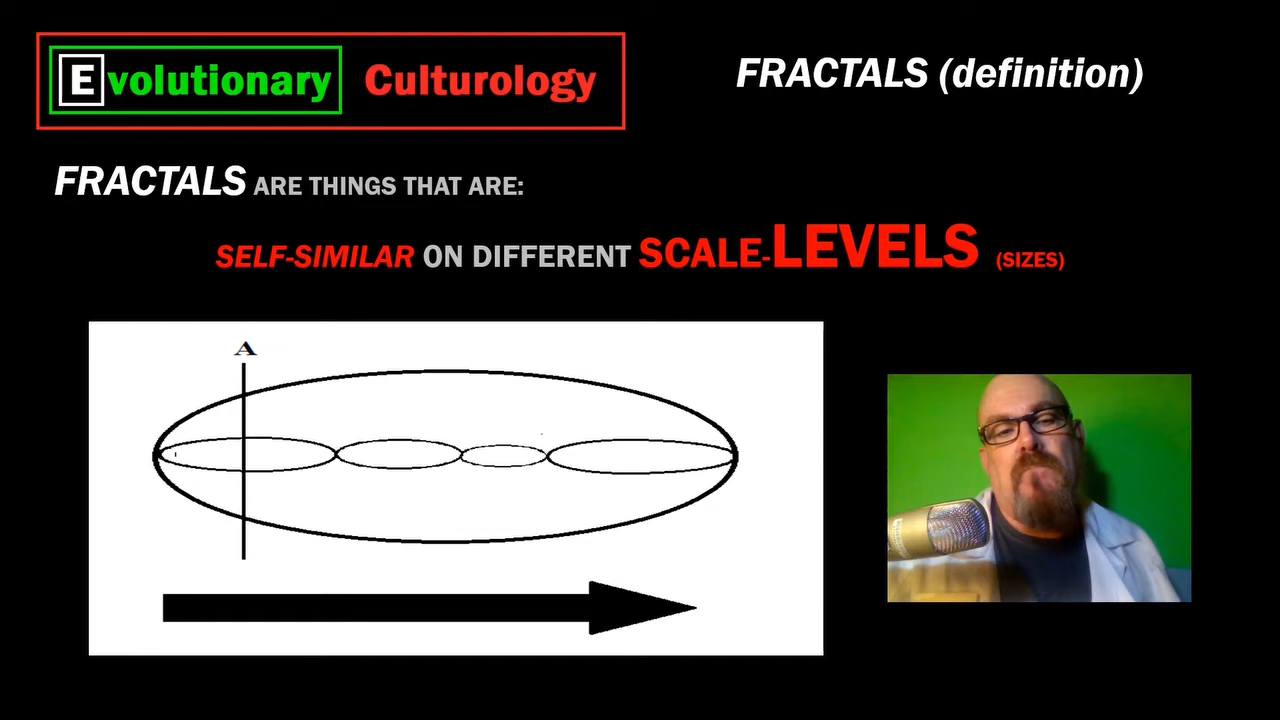 Evolutionary Culturology
FRACTALS (definition)
FRACTALS ARE THINGS THAT ARE:
SELF-SIMILAR ON DIFFERENT SCALE-LEVELS (SIZES)
A